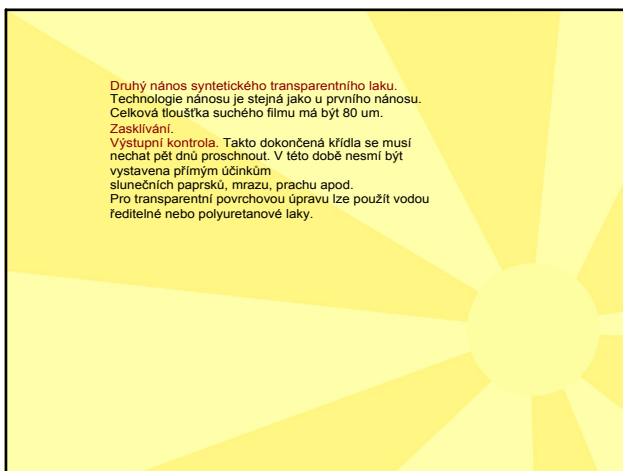 Druhý nános syntetického transparentního laku.
Technologie nánosu je stejná jako u prvního nánosu.
Celková tloušťka suchého filmu má být 80 um.
Zasklívání.
Výstupní kontrola. Takto dokončená křídla se musí
nechat pět dnů proschnout. V této době nesmí být
vystavena přímým účinkům
slunečních paprsků, mrazu, prachu apod.
Pro transparentní povrchovou úpravu lze použít vodou
ředitelné nebo polyuretanové laky.